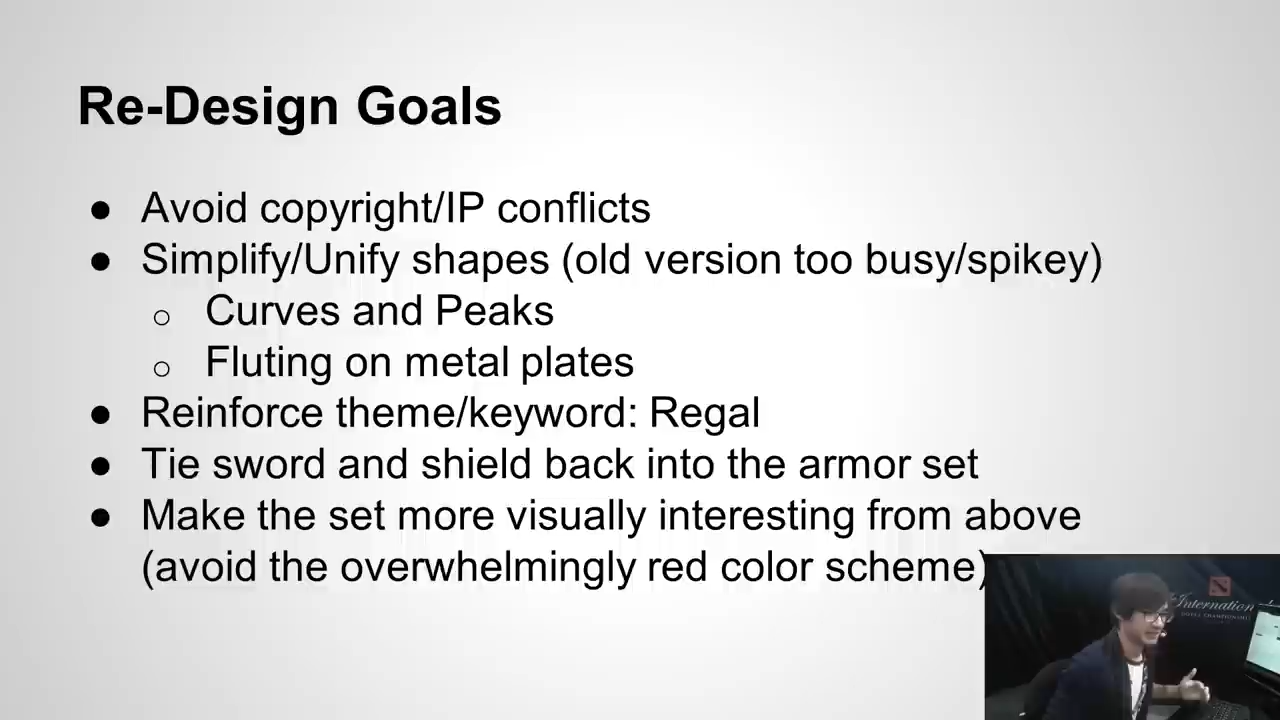 Re-Design Goals
● Avoid copyright/IP conflicts
● Simplify/Unify shapes (old version too busy/spikey)
○ Curves and Peaks
○ Fluting on metal plates
● Reinforce theme/keyword: Regal
● Tie sword and shield back into the armor set
● Make the set more visually interesting from above
(avoid the overwhelmingly red color scheme)
International